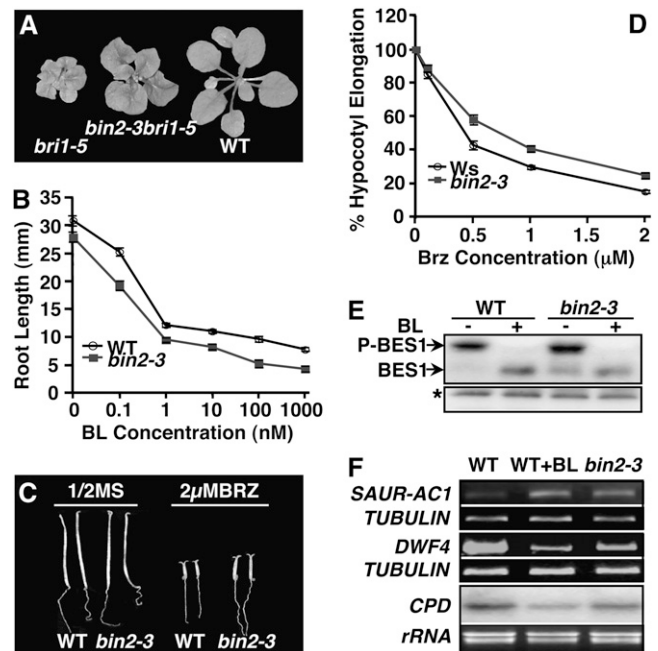 A
bri1-5
bin2-3bri1-5
WT
B
Root Length (mm)
35
30
25
20
15
10
5
0
WT
bin2-3
0 0.1 1 10 100 1000
BL Concentration (nM)
C
1/2MS 2μMBRZ
WT bin2-3 WT bin2-3
D
% Hypocotyl Elongation
120
100
80
60
40
20
0
Ws
bin2-3
0 0.5 1 1.5 2
Brz Concentration (μM)
E
WT bin2-3
BL - + - +
P-BES1
BES1
*
F
WT WT+BL bin2-3
SAUR-AC1
TUBULIN
DWF4
TUBULIN
CPD
rRNA